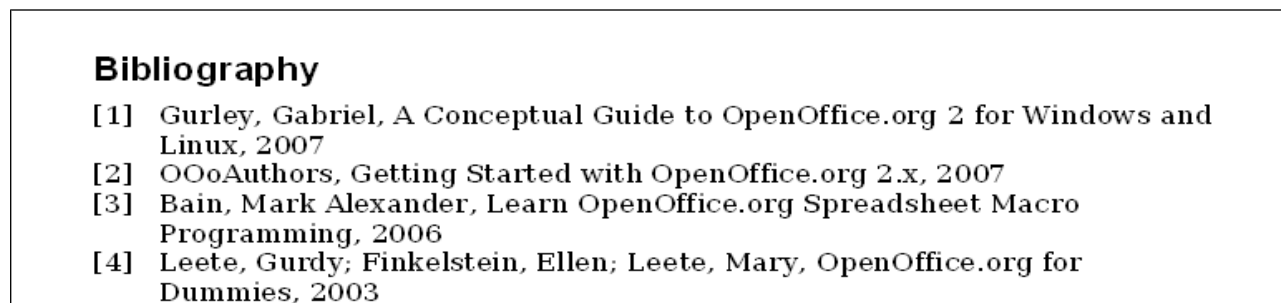 Bibliography
[1] Gurley, Gabriel, A Conceptual Guide to OpenOffice.org 2 for Windows and
Linux, 2007
[2] OOoAuthors, Getting Started with OpenOffice.org 2.x, 2007
[3] Bain, Mark Alexander, Learn OpenOffice.org Spreadsheet Macro
Programming, 2006
[4] Leete, Gurdy; Finkelstein, Ellen; Leete, Mary, OpenOffice.org for
Dummies, 2003